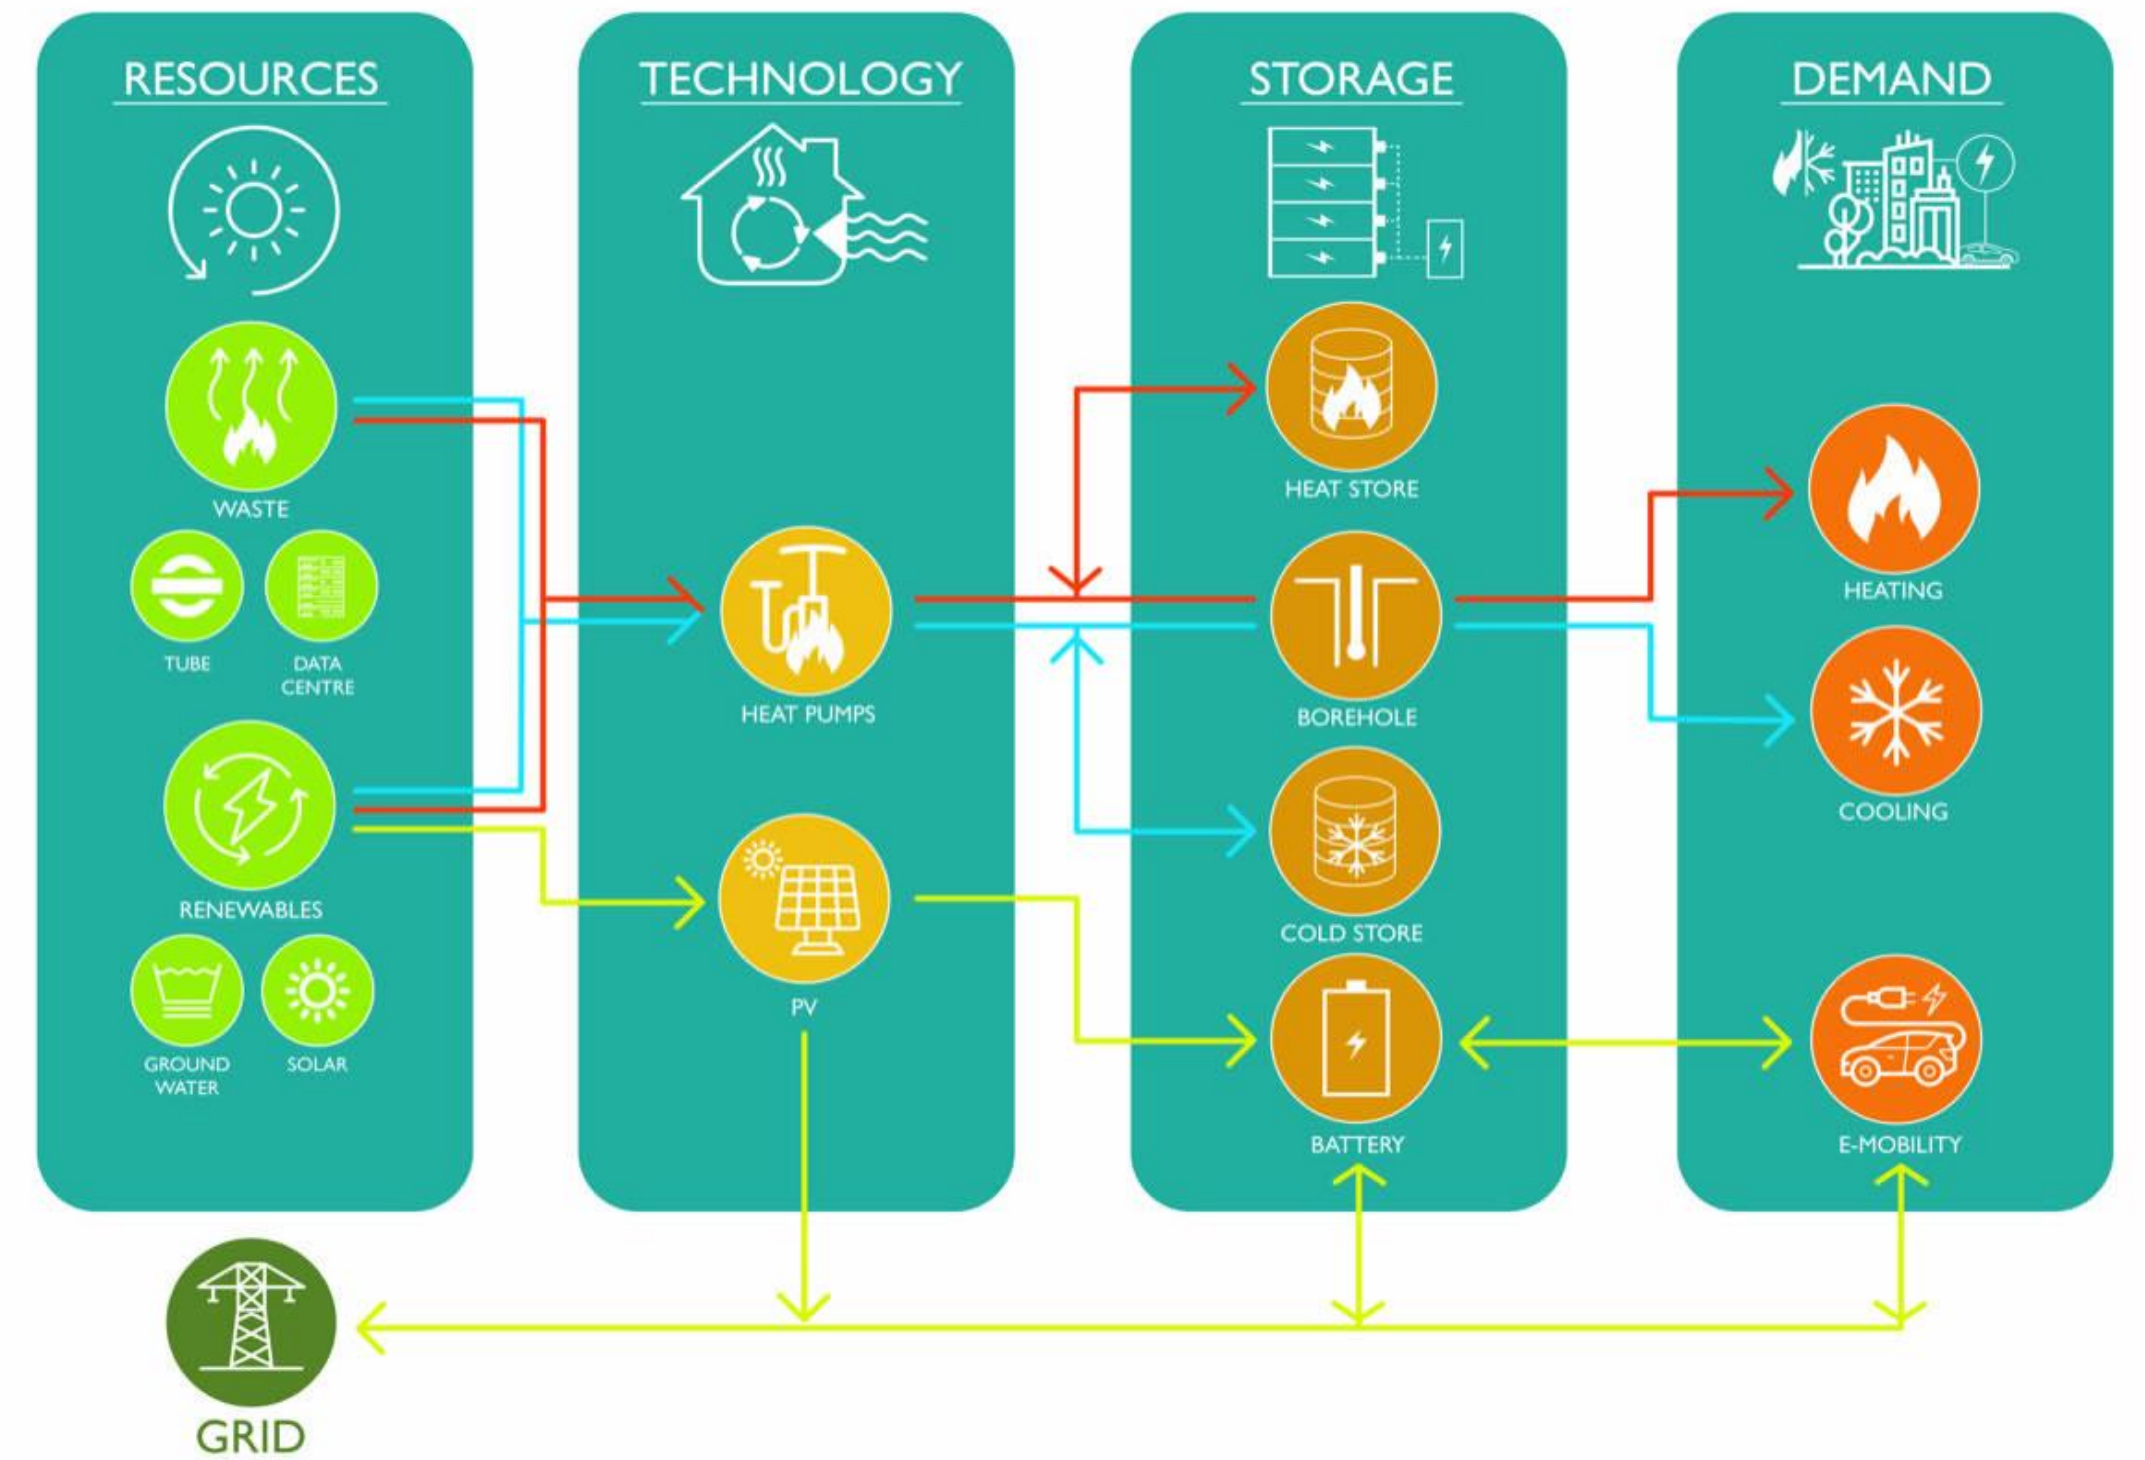 RESOURCES
WASTE
TUBE
DATA
CENTRE
RENEWABLES
GROUND
WATER
SOLAR
GRID
TECHNOLOGY
HEAT PUMPS
PV
STORAGE
HEAT STORE
BOREHOLE
COLD STORE
BATTERY
DEMAND
HEATING
COOLING
E-MOBILITY